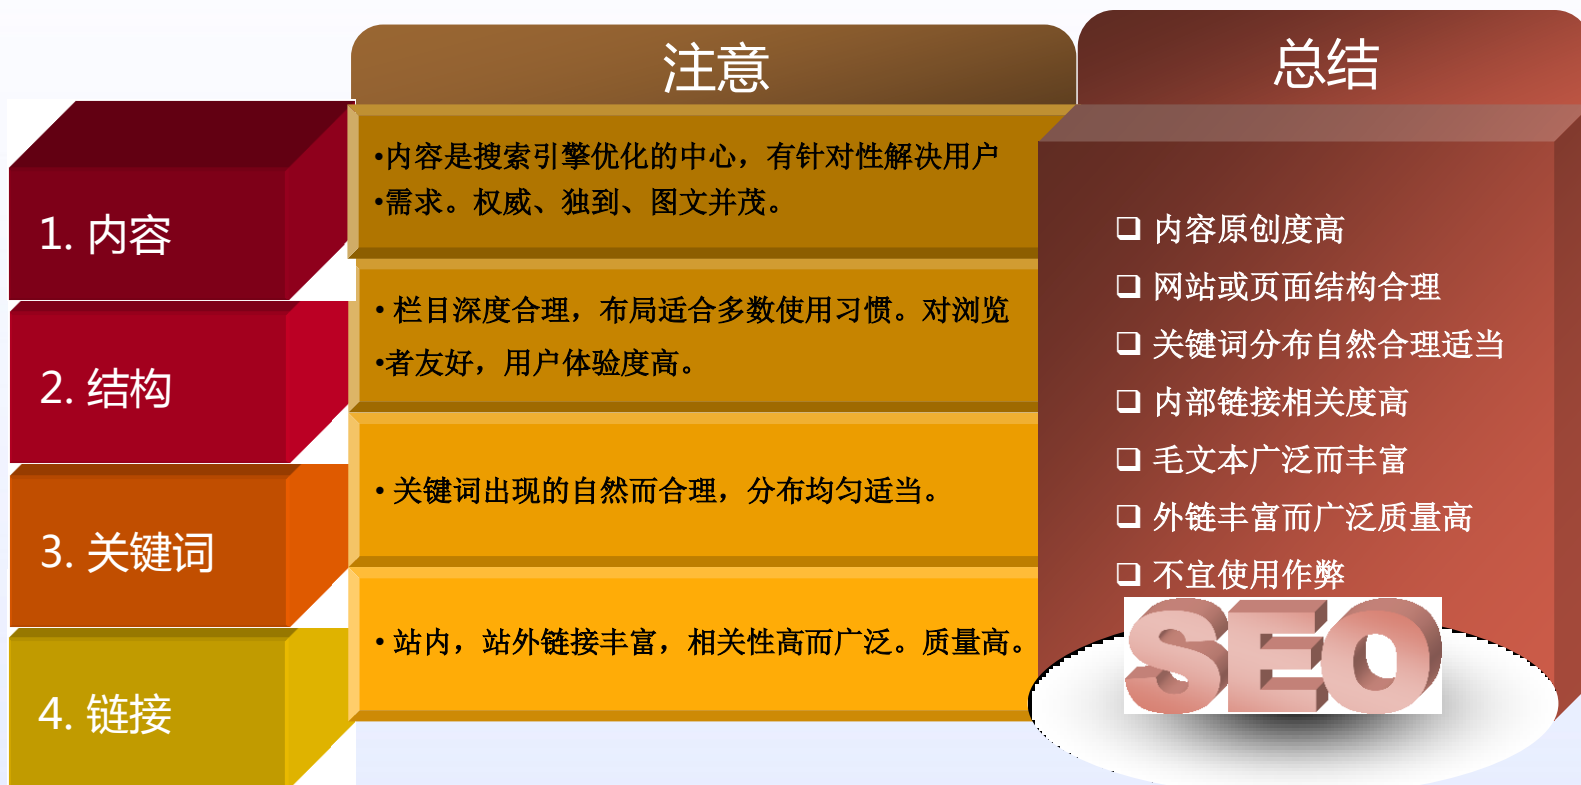 注意
总结
1. 内容
•内容是搜索引擎优化的中心，有针对性解决用户
•需求。权威、独到、图文并茂。
2. 结构
• 栏目深度合理，布局适合多数使用习惯。对浏览
•者友好，用户体验度高。
3. 关键词
• 关键词出现的自然而合理，分布均匀适当。
4. 链接
• 站内，站外链接丰富，相关性高而广泛。质量高。
❑ 内容原创度高
❑ 网站或页面结构合理
❑ 关键词分布自然合理适当
❑ 内部链接相关度高
❑ 毛文本广泛而丰富
❑ 外链丰富而广泛质量高
❑ 不宜使用作弊
SEO